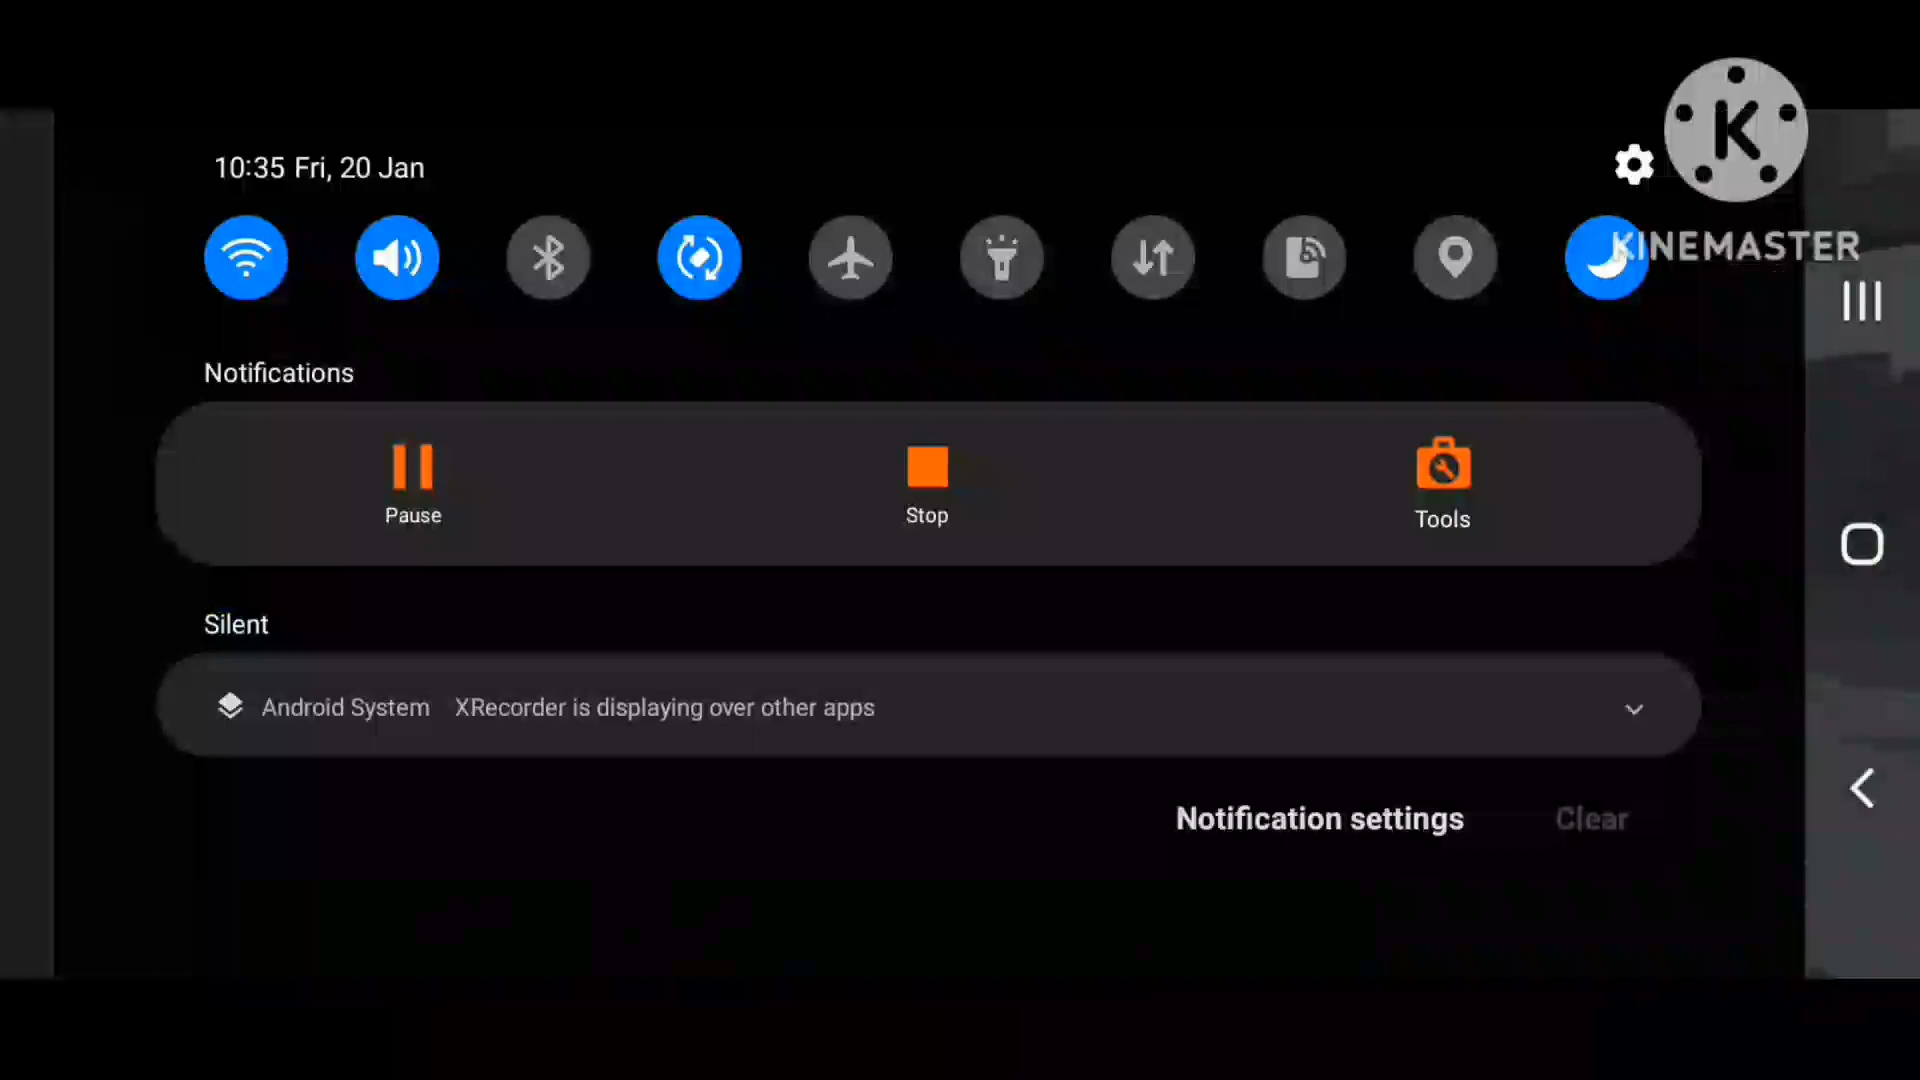 10:35 Fri, 20 Jan
K
KINEMASTER
Notifications
Pause
Stop
Tools
Silent
Android System XRecorder is displaying over other apps
Notification settings
Clear